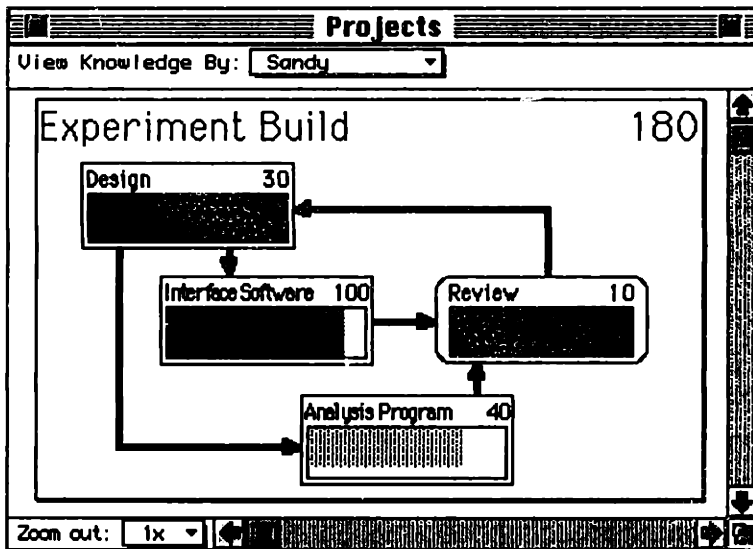 Projects
View Knowledge By: Sandy
Experiment Build 180
Design 30
Interface Software 100
Review 10
Analysis Program 40
Zoom out: 1x